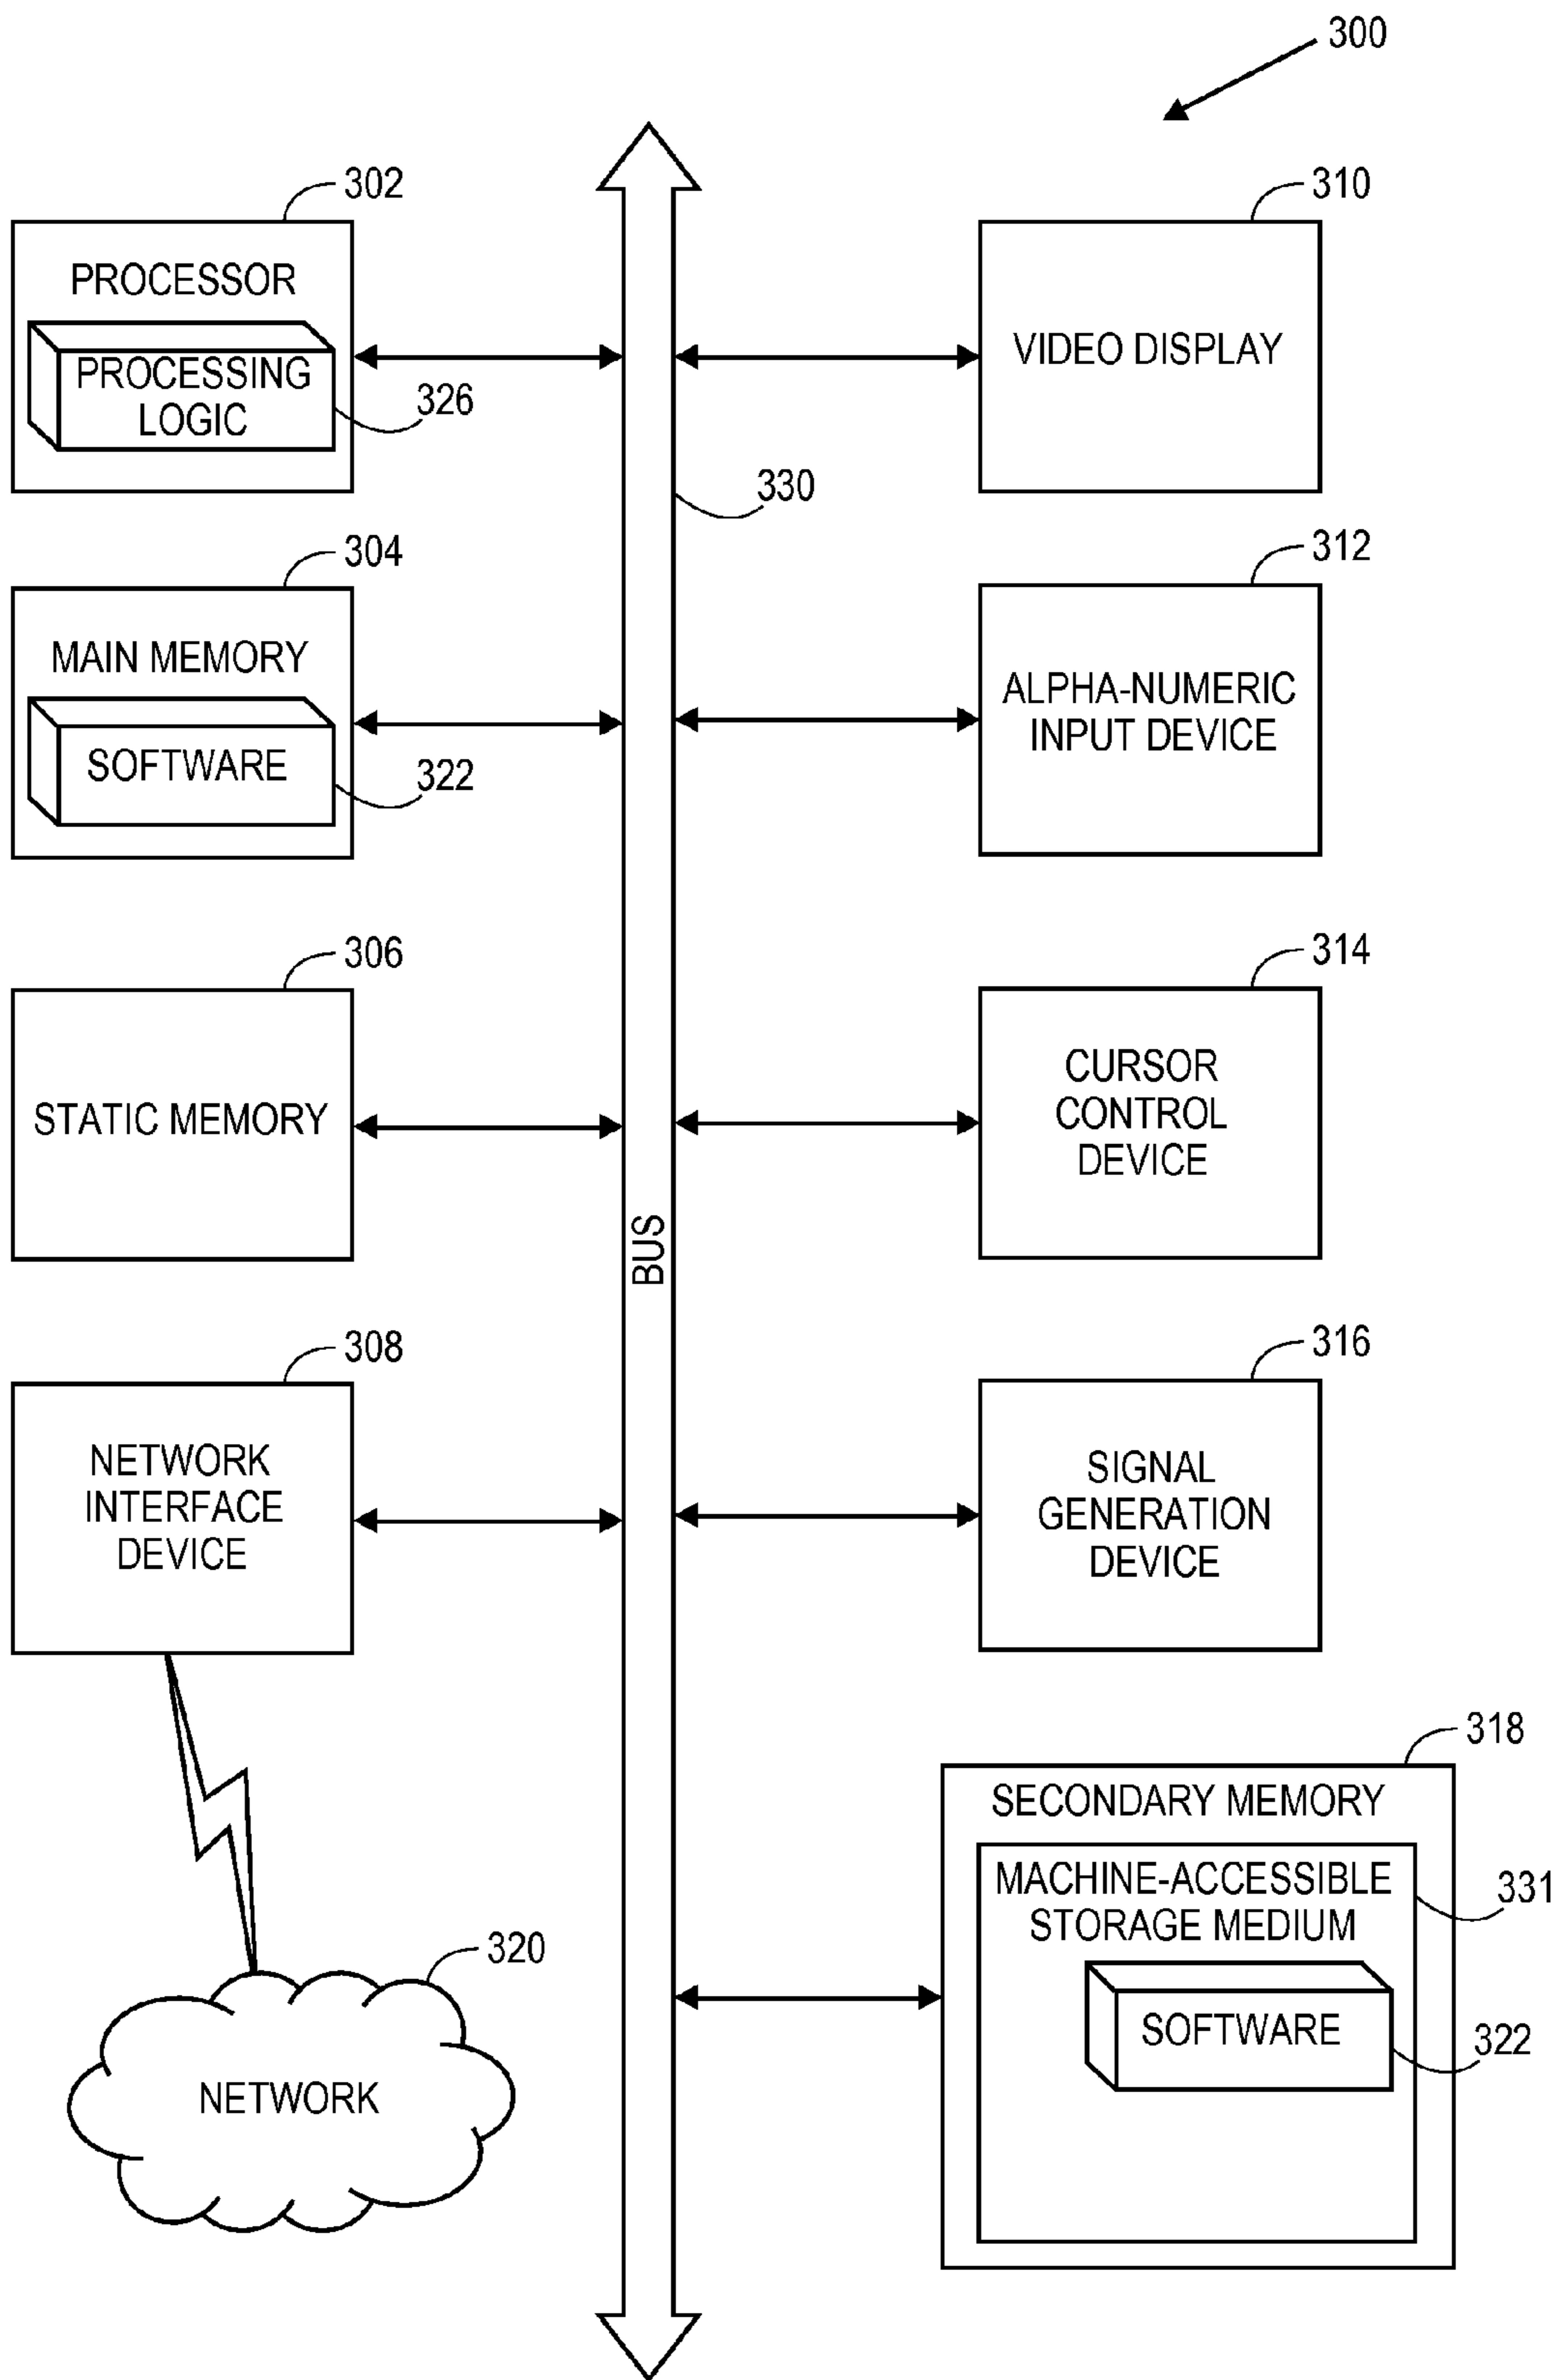 300
302
PROCESSOR
PROCESSING
LOGIC
326
310
VIDEO DISPLAY
330
304
MAIN MEMORY
SOFTWARE
322
312
ALPHA-NUMERIC
INPUT DEVICE
306
STATIC MEMORY
314
CURSOR
CONTROL
DEVICE
BUS
308
NETWORK
INTERFACE
DEVICE
316
SIGNAL
GENERATION
DEVICE
318
SECONDARY MEMORY
MACHINE-ACCESSIBLE
STORAGE MEDIUM
331
SOFTWARE
322
320
NETWORK